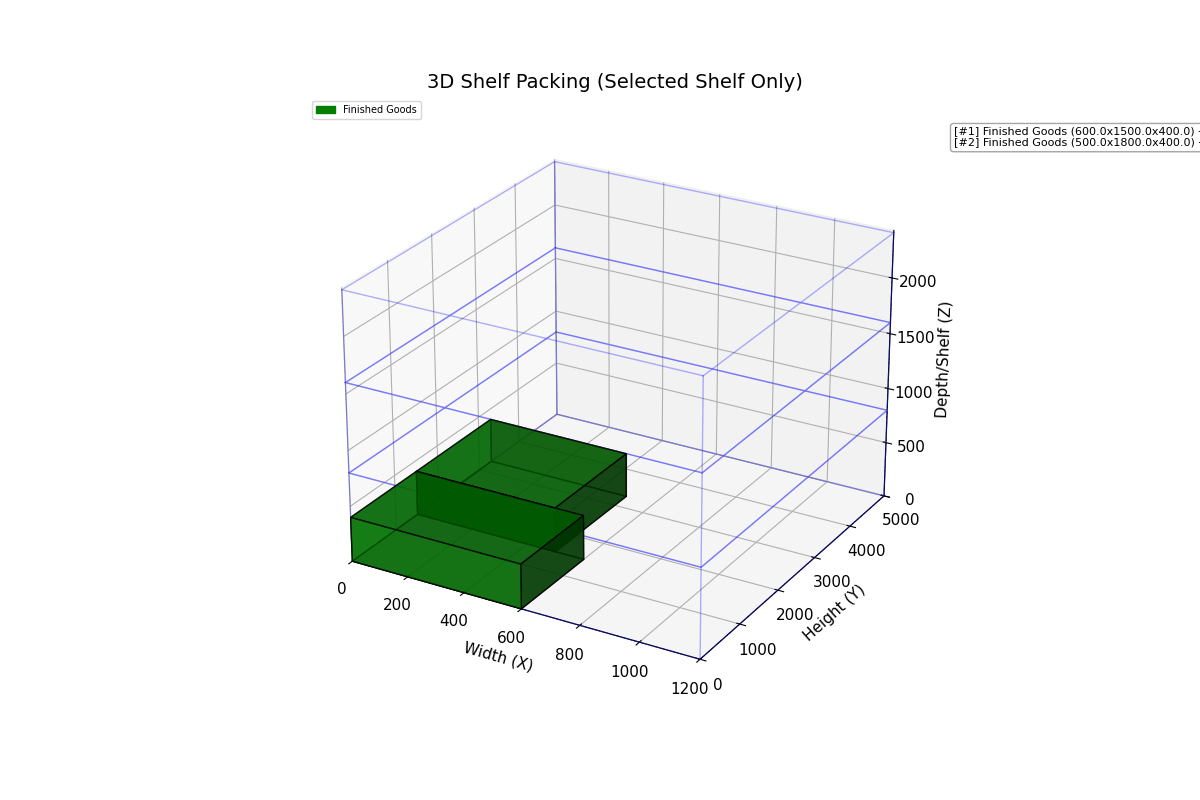 3D Shelf Packing (Selected Shelf Only)
Finished Goods
[#1] Finished Goods (600.0x1500.0x400.0)
[#2] Finished Goods (500.0x1800.0x400.0)
2000
1500
1000
500
0
Depth/Shelf (Z)
5000
4000
3000
2000
1000
0
Height (Y)
0
200
400
600
800
1000
1200
Width (X)